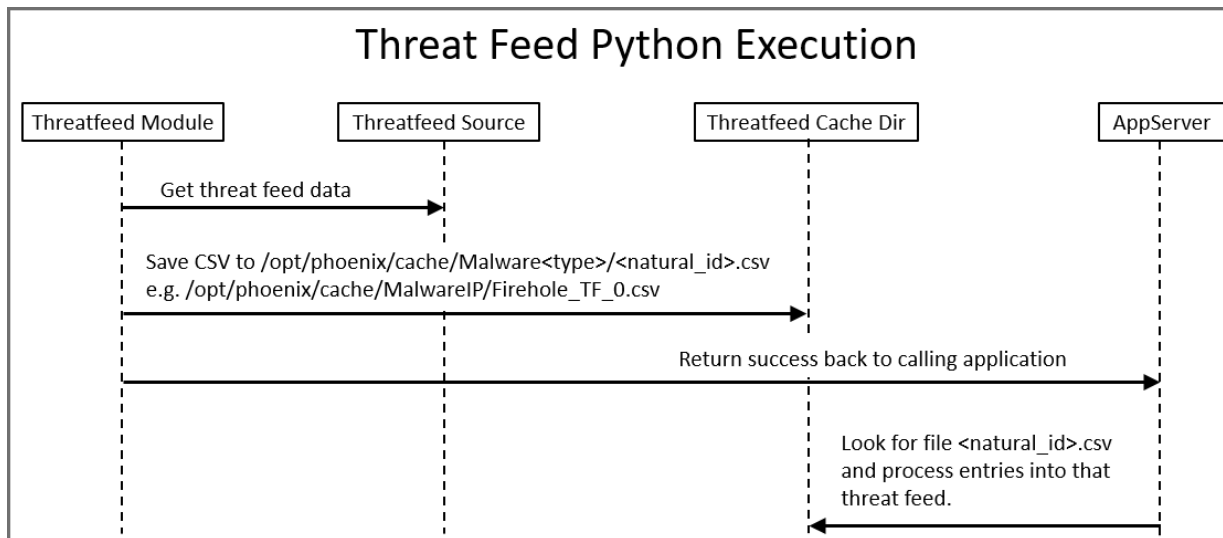 Threat Feed Python Execution
Threatfeed Module
Threatfeed Source
Threatfeed Cache Dir
AppServer
Get threat feed data
Save CSV to /opt/phoenix/cache/Malware<type>/<natural_id>.csv
e.g. /opt/phoenix/cache/MalwareIP/Firehole_TF_0.csv
Return success back to calling application
Look for file <natural_id>.csv
and process entries into that
threat feed.